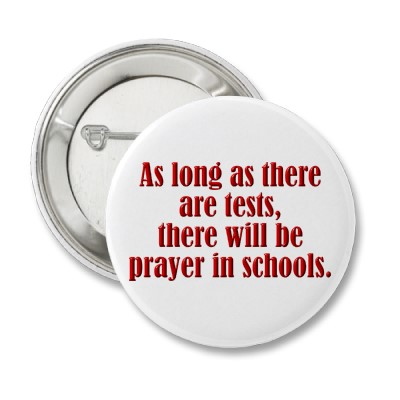 As long as there
are tests,
there will be
prayer in schools.